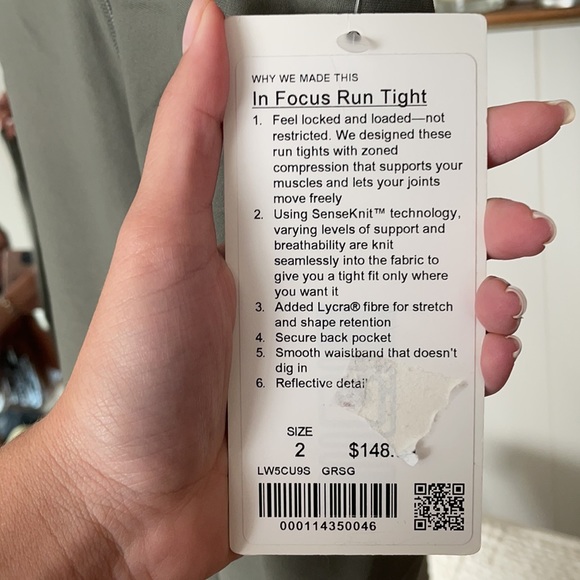 WHY WE MADE THIS
In Focus Run Tight
1. Feel locked and loaded—not
restricted. We designed these
run tights with zoned
compression that supports your
muscles and lets your joints
move freely
2. Using SenseKnit™ technology,
varying levels of support and
breathability are knit
seamlessly into the fabric to
give you a tight fit only where
you want it
3. Added Lycra® fibre for stretch
and shape retention
4. Secure back pocket
5. Smooth waistband that doesn't
dig in
6. Reflective
SIZE
2 $148.
LW5CU9S GRSG
000114350046